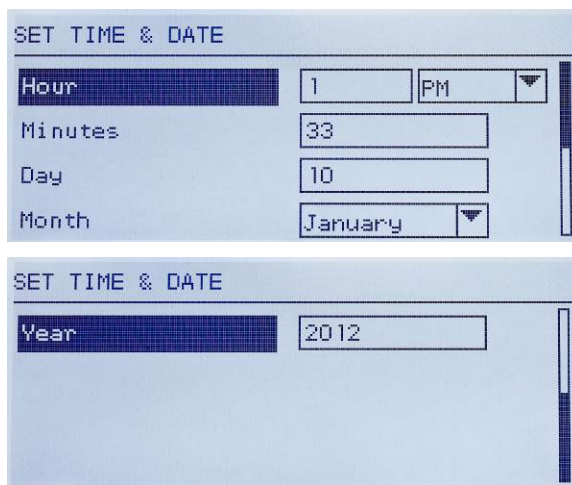 SET TIME & DATE
Hour 1 PM
Minutes 33
Day 10
Month January
SET TIME & DATE
Year 2012